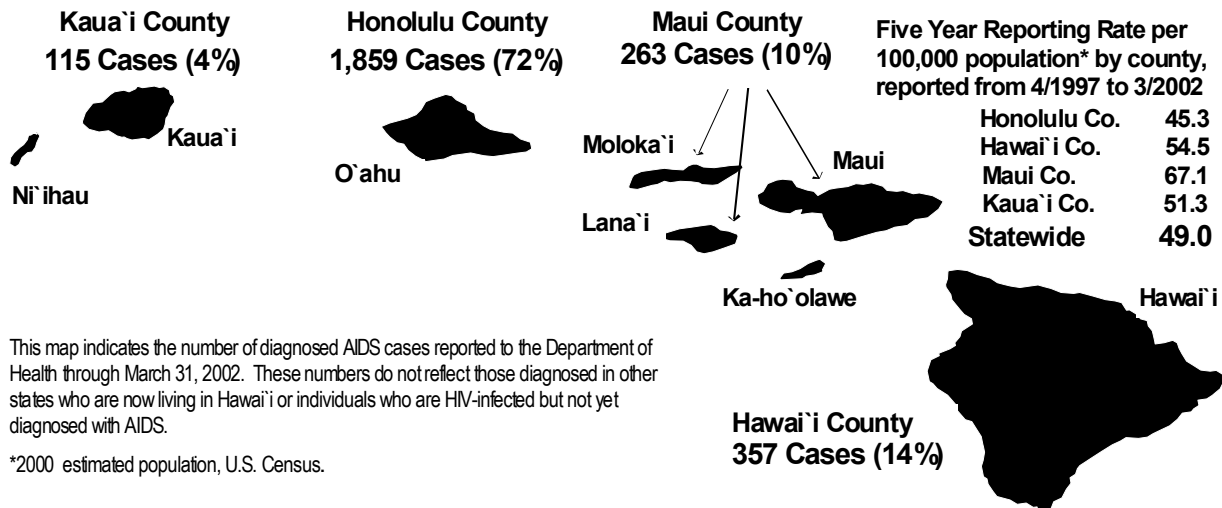 Kaua`i County
115 Cases (4%)
Honolulu County
1,859 Cases (72%)
Maui County
263 Cases (10%)
Five Year Reporting Rate per
100,000 population* by county,
reported from 4/1997 to 3/2002
Honolulu Co. 45.3
Hawai`i Co. 54.5
Maui Co. 67.1
Kaua`i Co. 51.3
Statewide 49.0
Kaua`i
Ni`ihau
O`ahu
Moloka`i
Maui
Lana`i
Ka-ho`olawe
Hawai`i
This map indicates the number of diagnosed AIDS cases reported to the Department of
Health through March 31, 2002. These numbers do not reflect those diagnosed in other
states who are now living in Hawai`i or individuals who are HIV-infected but not yet
diagnosed with AIDS.
*2000 estimated population, U.S. Census.
Hawai`i County
357 Cases (14%)